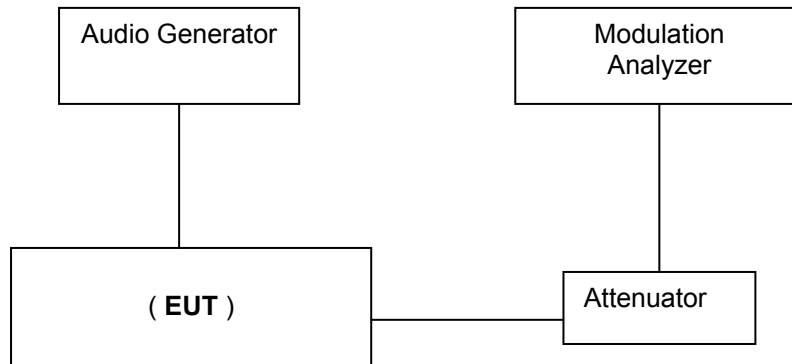 Audio Generator
Modulation
Analyzer
( EUT )
Attenuator